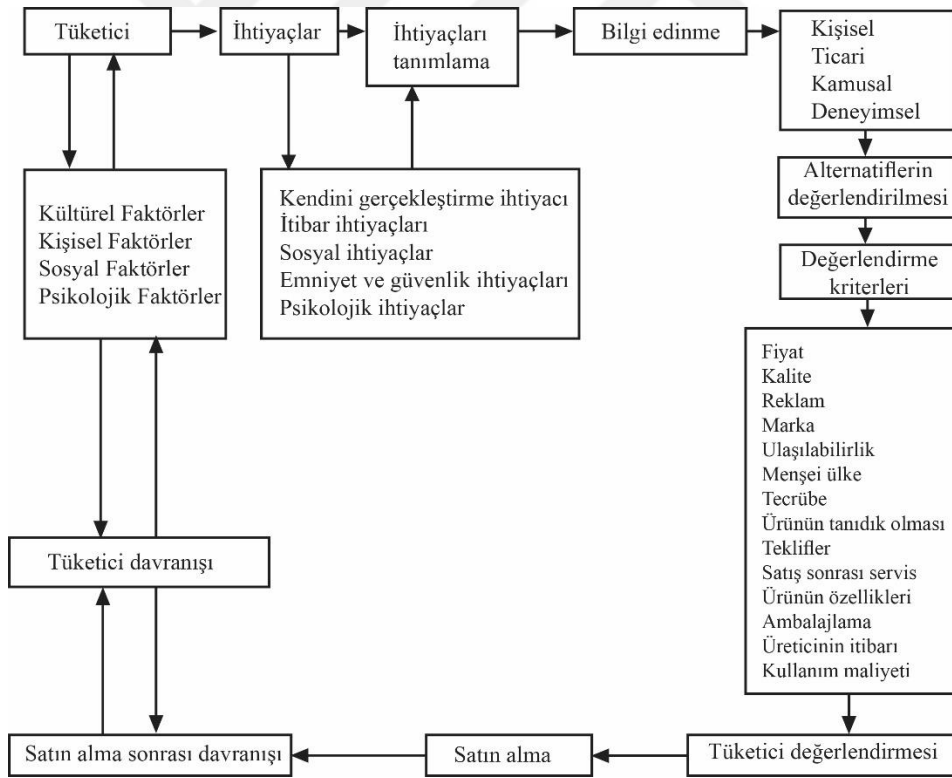 Tüketici
İhtiyaçlar
İhtiyaçları
tanımlama
Bilgi edinme
Kişisel
Ticari
Kamusal
Deneyimsel
Kültürel Faktörler
Kişisel Faktörler
Sosyal Faktörler
Psikolojik Faktörler
Kendini gerçekleştirme ihtiyacı
İtibar ihtiyaçları
Sosyal ihtiyaçlar
Emniyet ve güvenlik ihtiyaçları
Psikolojik ihtiyaçlar
Alternatiflerin
değerlendirilmesi
Değerlendirme
kriterleri
Fiyat
Kalite
Reklam
Marka
Ulaşılabilirlik
Menşei ülke
Tecrübe
Ürünün tanıdık olması
Teklifler
Satış sonrası servis
Ürünün özellikleri
Ambalajlama
Üreticinin itibarı
Kullanım maliyeti
Tüketici davranışı
Satın alma sonrası davranışı
Satın alma
Tüketici değerlendirmesi